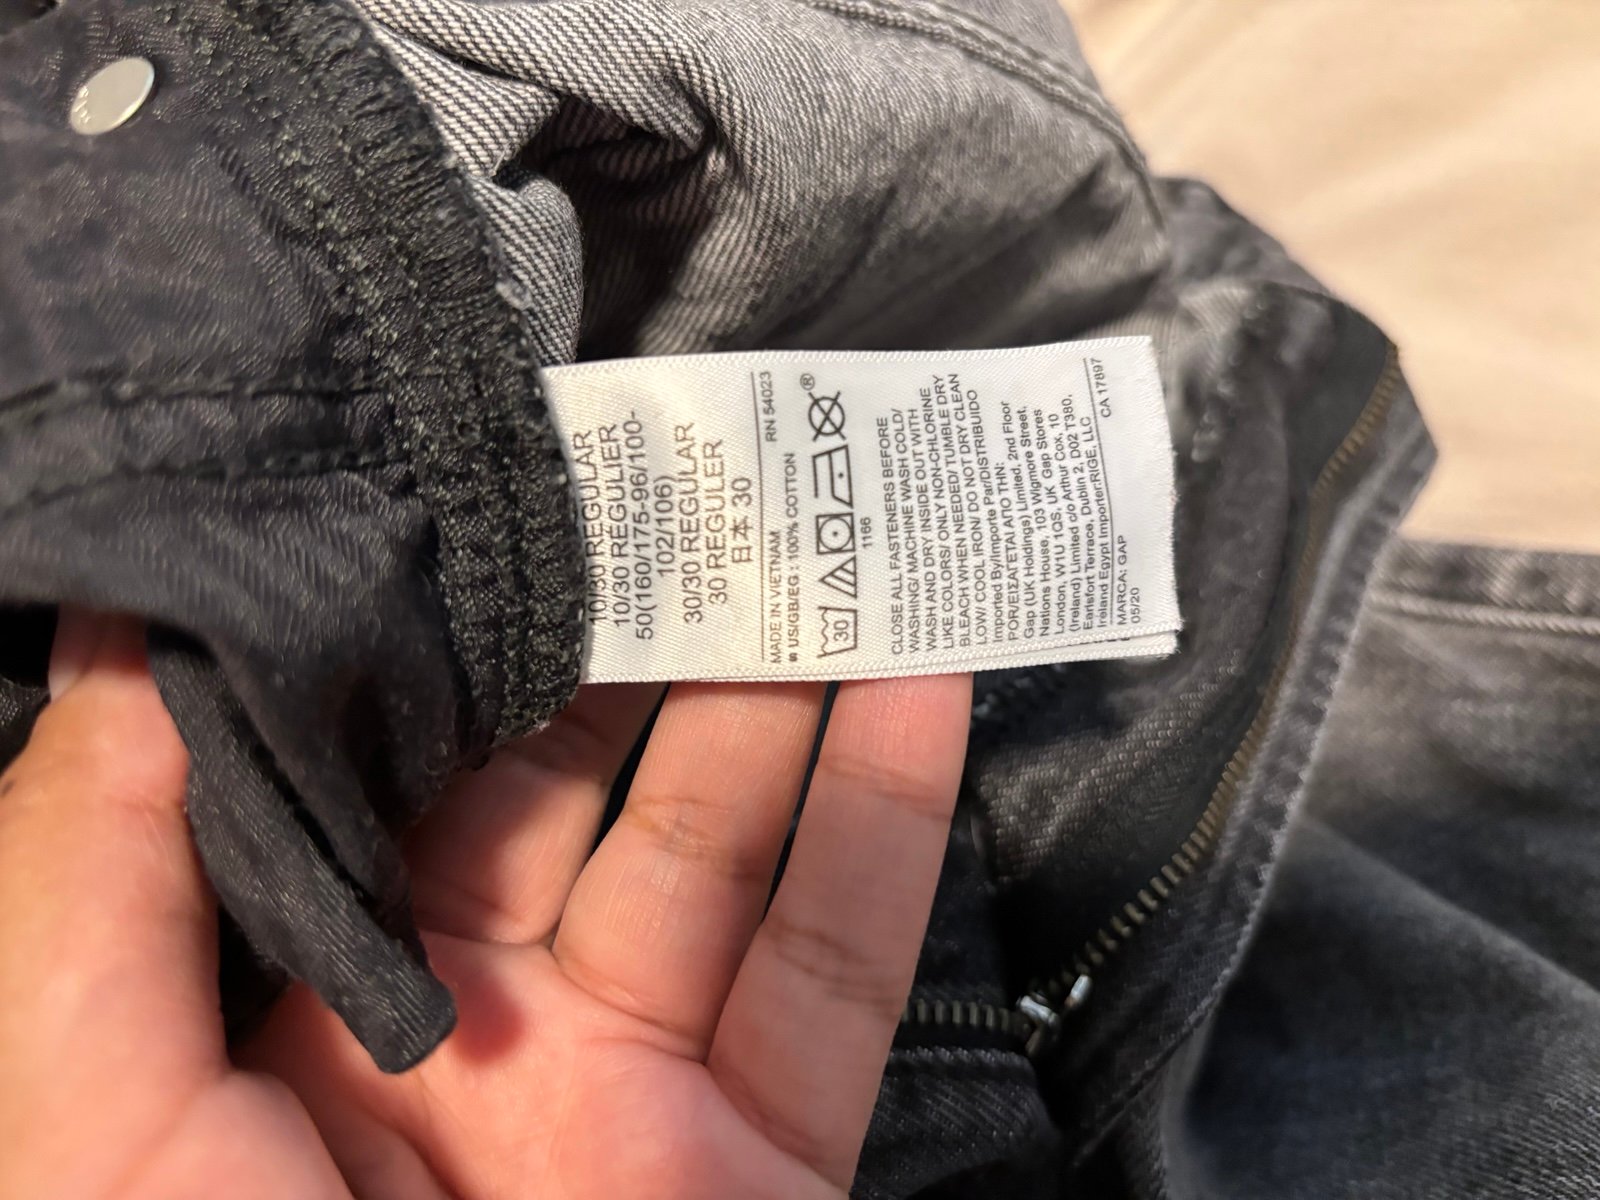 10/30 REGULAR
10/30 RÉGULIER
50(160/175-96/100-
102/106)
30/30 REGULAR
30 REGULER
日本 30
MADE IN VIETNAM RN 54023
US/GB/EG: 100% COTTON
30
1166
CLOSE ALL FASTENERS BEFORE
WASHING/ MACHINE WASH COLD/
WASH AND DRY INSIDE OUT WITH
LIKE COLORS/ ONLY NON-CHLORINE
BLEACH WHEN NEEDED/ TUMBLE DRY
LOW/ COOL IRON/ DO NOT DRY CLEAN
Imported By/Importe Par/DISTRIBUIDO
POR/ΕΙΣΑΓΕΤΑΙ ΑΠΟ ΤΗΝ:
Gap (UK Holdings) Limited, 2nd Floor
Nations House, 103 Wigmore Street,
London, W1U 1QS, UK Gap Stores
(Ireland) Limited c/o Arthur Cox, 10
Earlsfort Terrace, Dublin 2, D02 T380,
Ireland Egypt Importer:RIGE, LLC
MARCA: GAP CA 17897
05/20